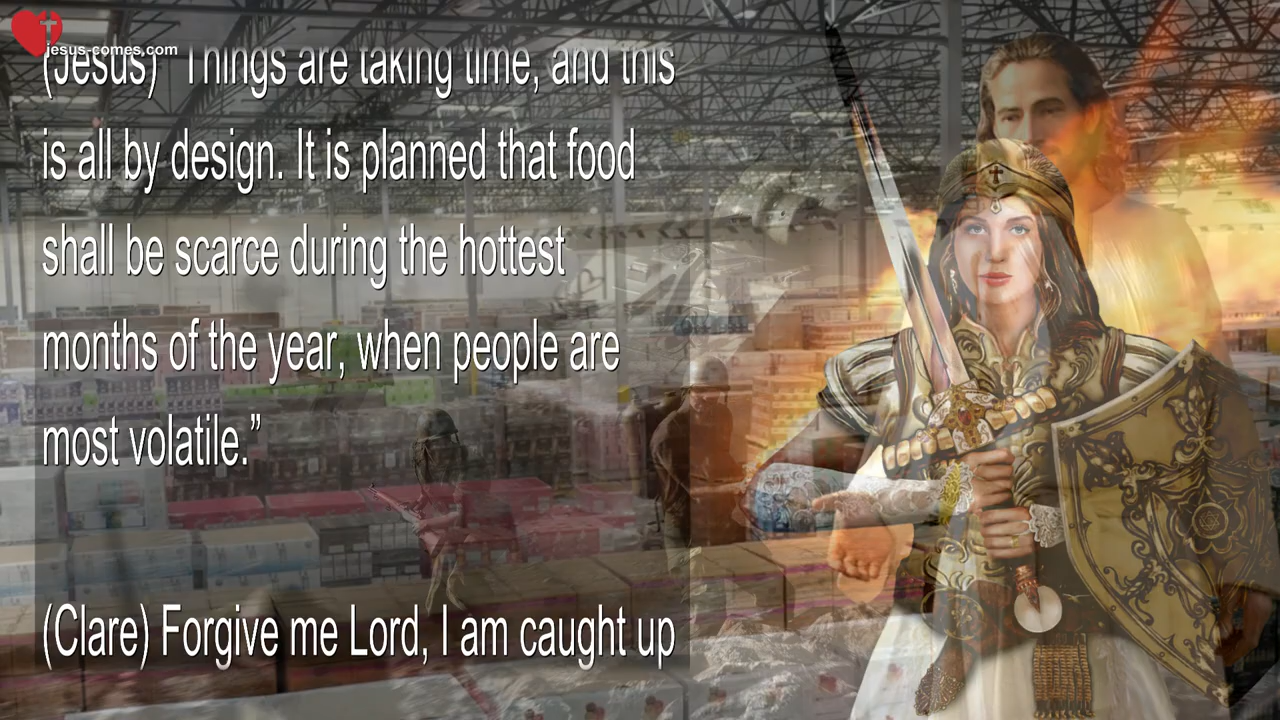 jesus-comes.com
(Jesus) "Things are taking time, and this
is all by design. It is planned that food
shall be scarce during the hottest
months of the year, when people are
most volatile.”
(Clare) Forgive me Lord, I am caught up